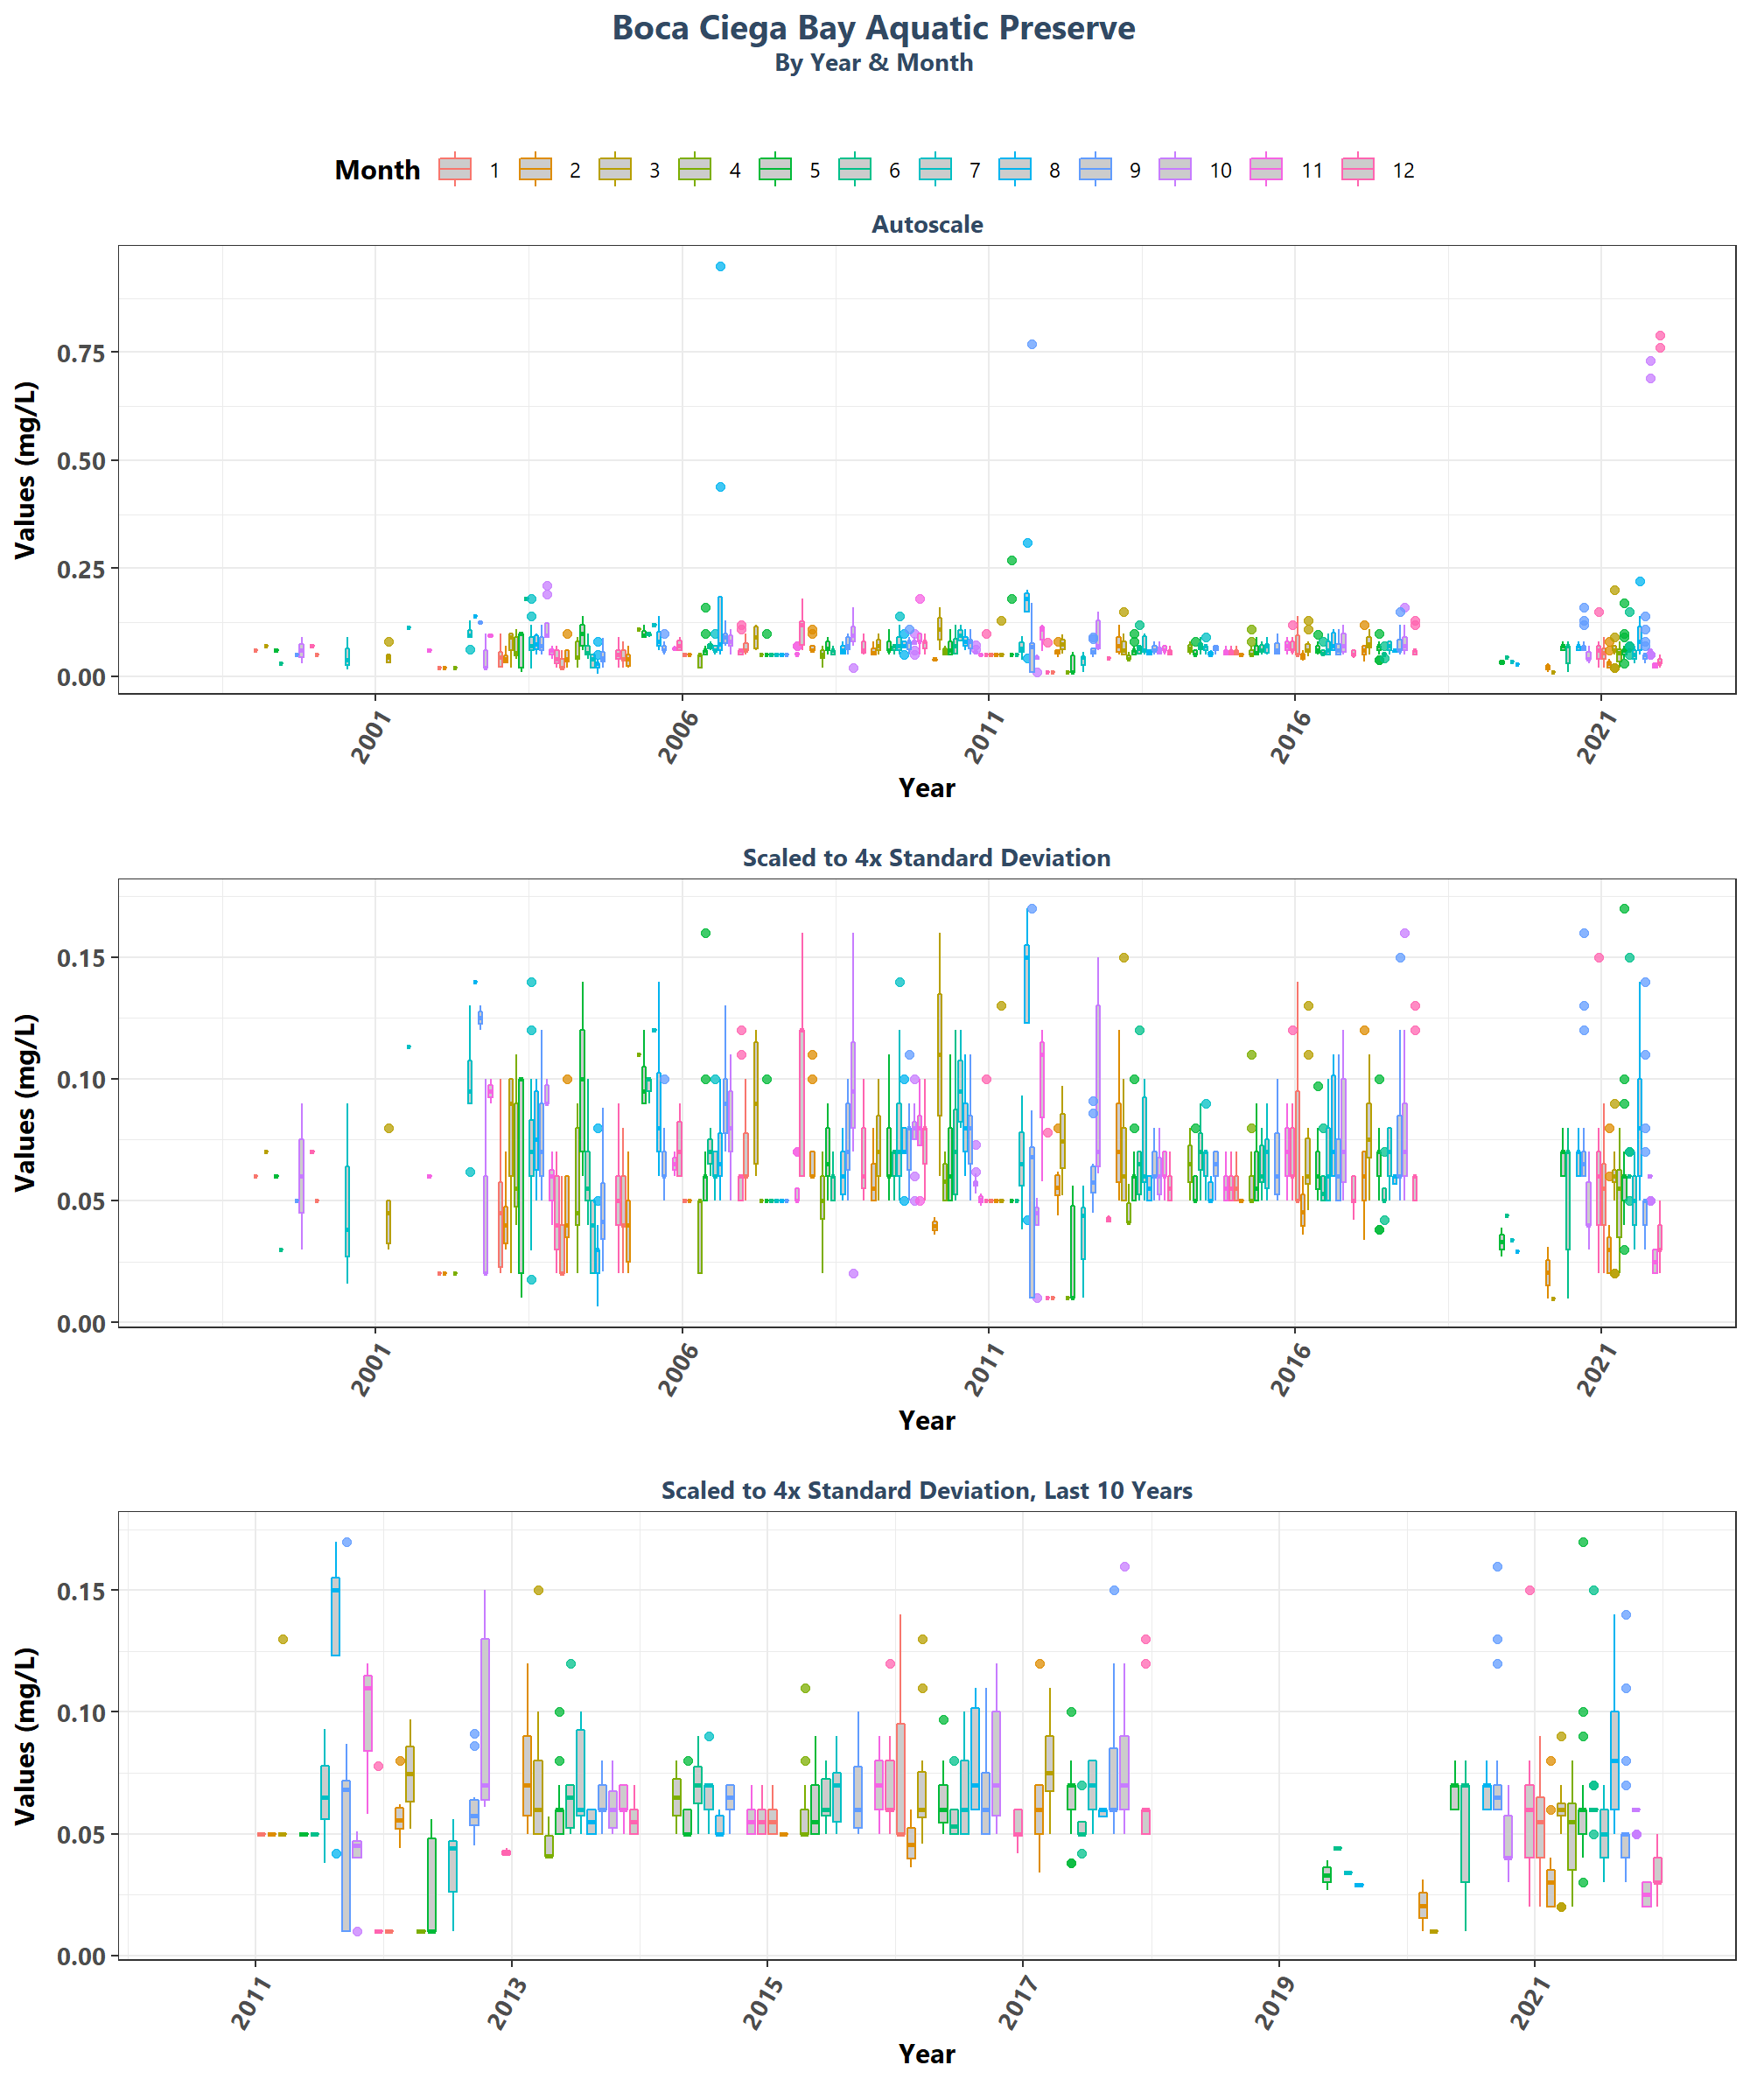 Boca Ciega Bay Aquatic Preserve
By Year & Month
Month 1 2 3 4 5 6 7 8 9 10 11 12
Autoscale
Values (mg/L)
0.75
0.50
0.25
0.00
2001 2006 2011 2016 2021
Year
Scaled to 4x Standard Deviation
Values (mg/L)
0.15
0.10
0.05
0.00
2001 2006 2011 2016 2021
Year
Scaled to 4x Standard Deviation, Last 10 Years
Values (mg/L)
0.15
0.10
0.05
0.00
2011 2013 2015 2017 2019 2021
Year